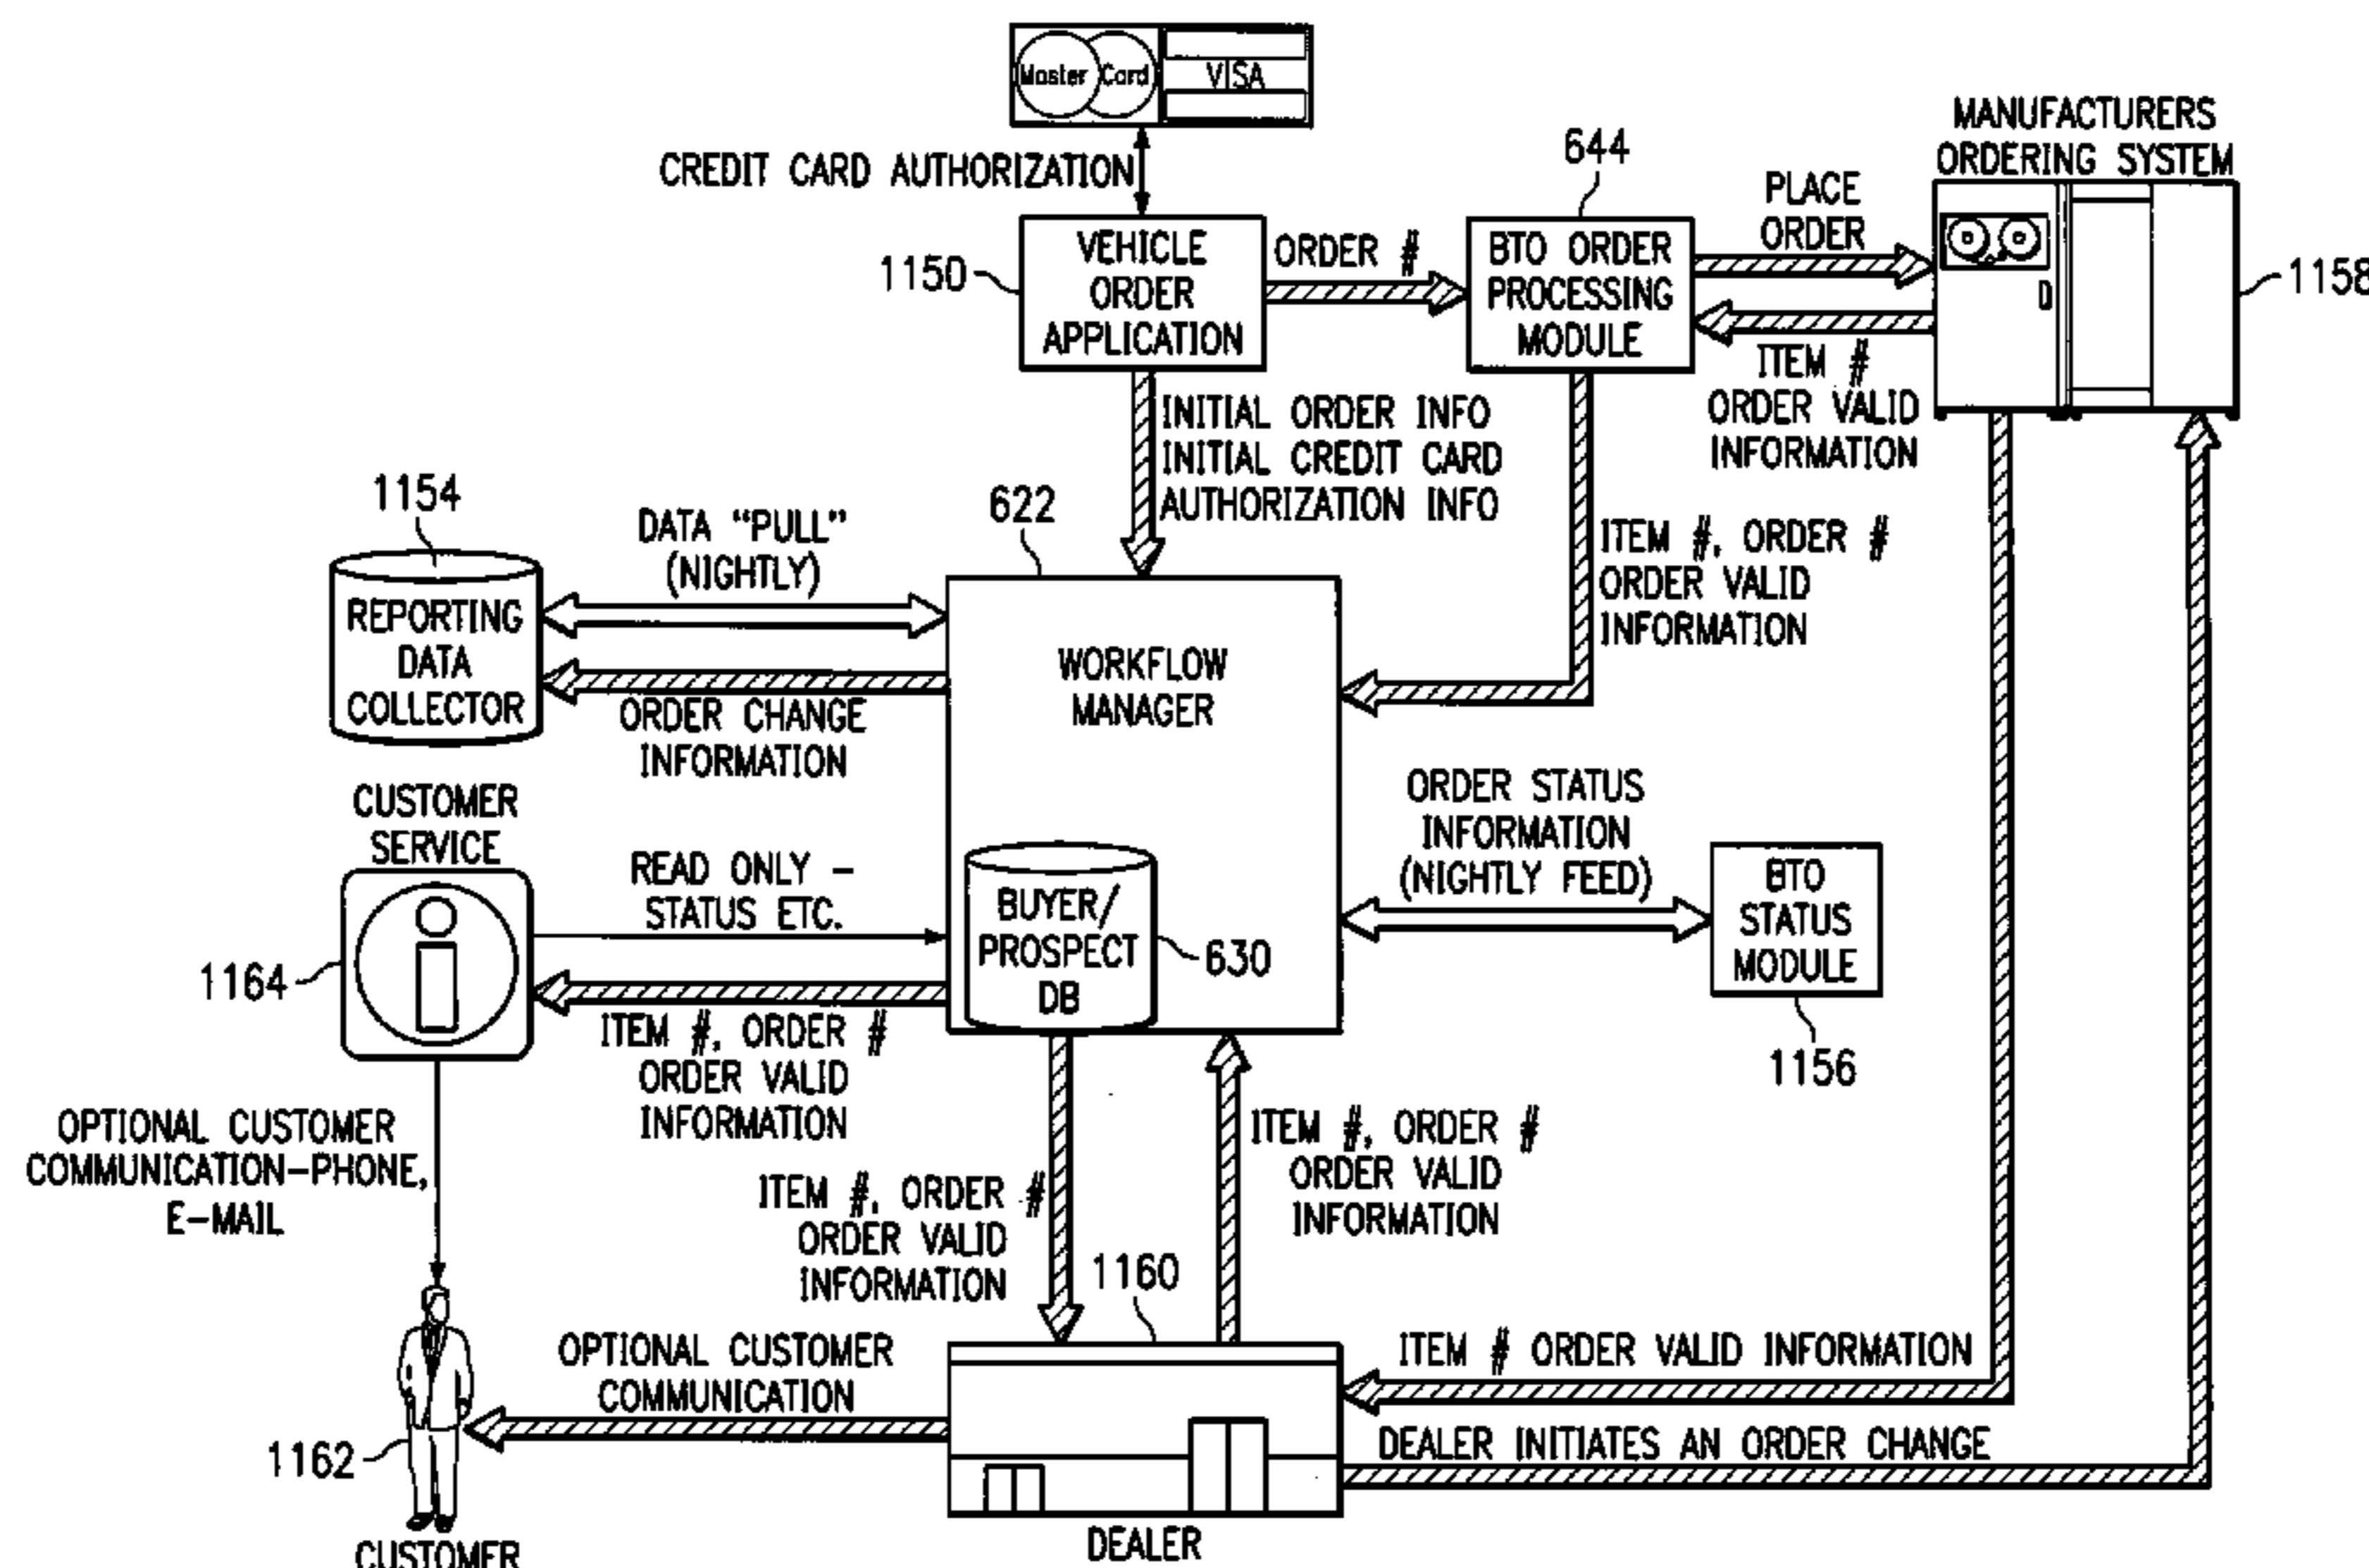 Master Card
VISA
CREDIT CARD AUTHORIZATION
MANUFACTURERS
ORDERING SYSTEM
644
1150
VEHICLE
ORDER
APPLICATION
ORDER #
BTO ORDER
PROCESSING
MODULE
PLACE
ORDER
1158
ITEM #
ORDER VALID
INFORMATION
INITIAL ORDER INFO
INITIAL CREDIT CARD
AUTHORIZATION INFO
1154
DATA “PULL”
(NIGHTLY)
622
ITEM #, ORDER #
ORDER VALID
INFORMATION
REPORTING
DATA
COLLECTOR
WORKFLOW
MANAGER
ORDER CHANGE
INFORMATION
CUSTOMER
SERVICE
READ ONLY –
STATUS ETC.
ORDER STATUS
INFORMATION
(NIGHTLY FEED)
BTO
STATUS
MODULE
BUYER/
PROSPECT
DB
630
1164
1156
ITEM #, ORDER #
ORDER VALID
INFORMATION
OPTIONAL CUSTOMER
COMMUNICATION–PHONE,
E–MAIL
ITEM #, ORDER #
ORDER VALID
INFORMATION
ITEM #, ORDER #
ORDER VALID
INFORMATION
1160
OPTIONAL CUSTOMER
COMMUNICATION
ITEM # ORDER VALID INFORMATION
DEALER INITIATES AN ORDER CHANGE
1162
CUSTOMER
DEALER